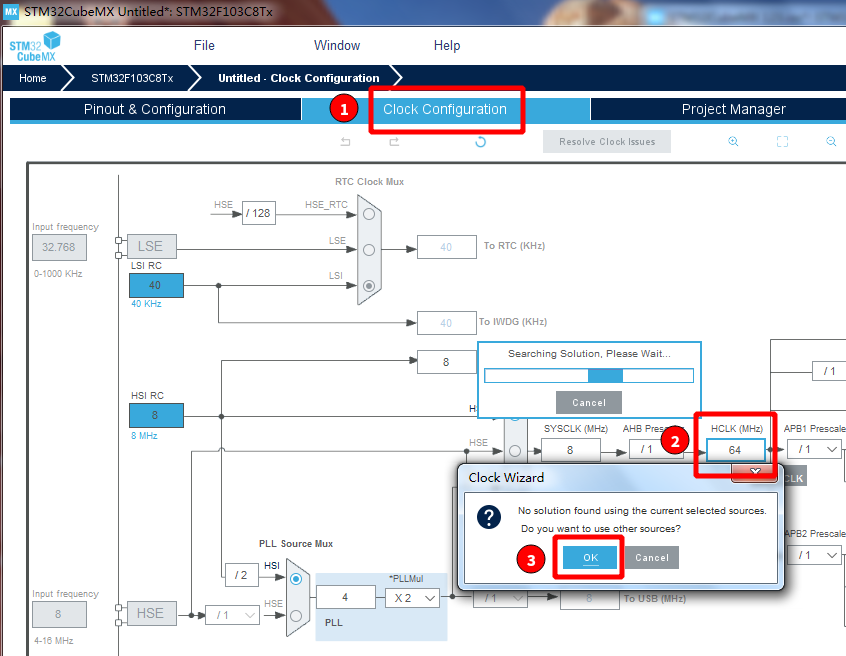 MX STM32CubeMX Untitled*: STM32F103C8Tx
STM32
CubeMX
File Window Help
Home STM32F103C8Tx Untitled - Clock Configuration
Pinout & Configuration 1 Clock Configuration Project Manager
Resolve Clock Issues
RTC Clock Mux
HSE / 128 HSE_RTC
Input frequency
32.768 LSE LSE 40 To RTC (KHz)
0-1000 KHz
LSI RC
40 LSI
40 KHz
40 To IWDG (KHz)
8
Searching Solution, Please Wait...
Cancel
HSI RC
8
8 MHz
SYSCLK (MHz) AHB HCLK (MHz) APB1 Prescale
HSE 8 / 1 2 64 / 1
CLK
Clock Wizard
? No solution found using the current selected sources.
Do you want to use other sources?
3 OK Cancel
APB2 Prescale
/ 1
/ 1
PLL Source Mux
/ 2 HSI
*PLLMul
4 X 2
PLL
Input frequency
8 HSE / 1 HSE
4-16 MHz
/ 1 8 To USB (MHz)